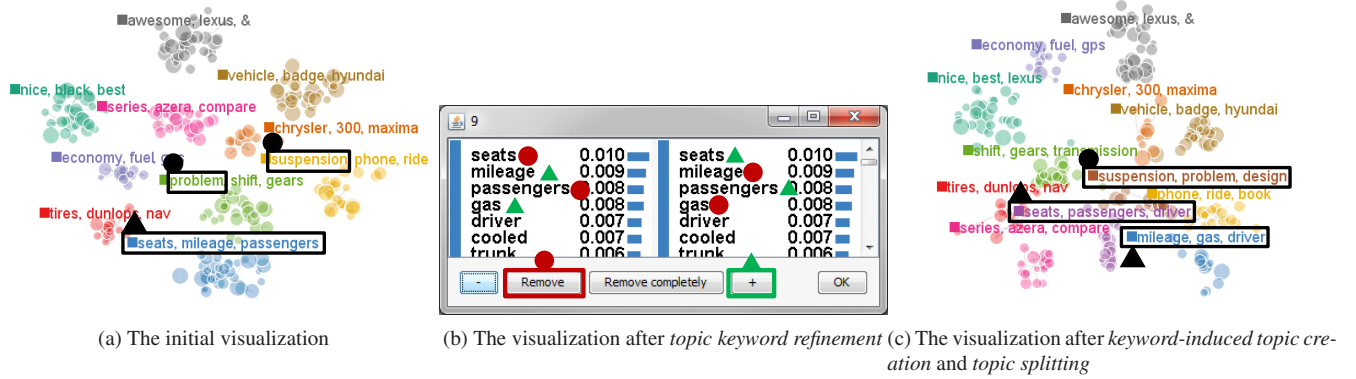 awesome, lexus, &
vehicle, badge, hyundai
nice, black, best
series, azera, compare
chrysler, 300, maxima
economy, fuel, gps
suspension, phone, ride
problem, shift, gears
tires, dunlops, nav
seats, mileage, passengers
(a) The initial visualization
9
seats 0.010
mileage 0.009
passengers 0.008
gas 0.008
driver 0.007
cooled 0.007
trunk 0.006
seats 0.010
mileage 0.009
passengers 0.008
gas 0.008
driver 0.007
cooled 0.007
trunk 0.006
- Remove Remove completely + OK
(b) The visualization after topic keyword refinement
awesome, lexus, &
economy, fuel, gps
nice, best, lexus
chrysler, 300, maxima
vehicle, badge, hyundai
shift, gears, transmission
suspension, problem, design
tires, dunlops, nav
phone, ride, book
seats, passengers, driver
series, azera, compare
mileage, gas, driver
(c) The visualization after keyword-induced topic cre-
ation and topic splitting